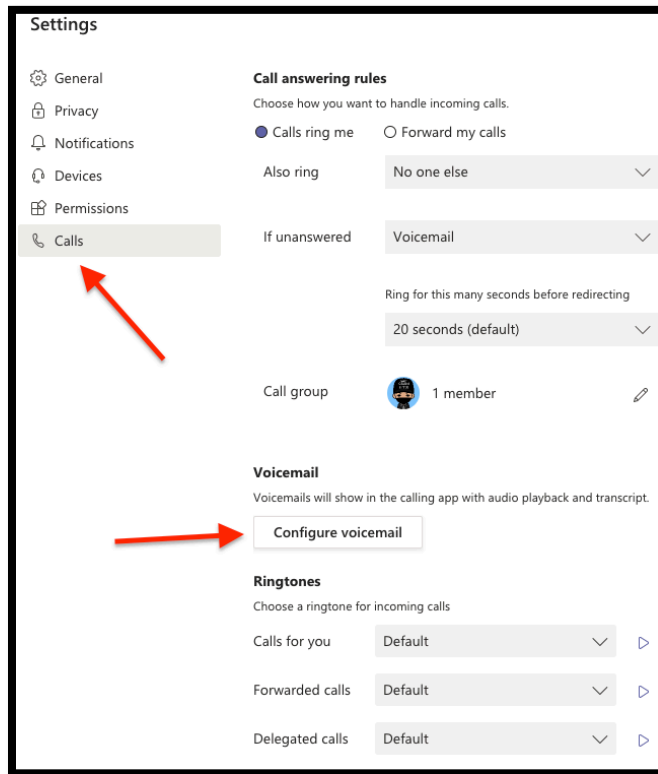 Settings
General
Privacy
Notifications
Devices
Permissions
Calls
Call answering rules
Choose how you want to handle incoming calls.
Calls ring me
Forward my calls
Also ring
No one else
If unanswered
Voicemail
Ring for this many seconds before redirecting
20 seconds (default)
Call group
1 member
Voicemail
Voicemails will show in the calling app with audio playback and transcript.
Configure voicemail
Ringtones
Choose a ringtone for incoming calls
Calls for you
Default
Forwarded calls
Default
Delegated calls
Default